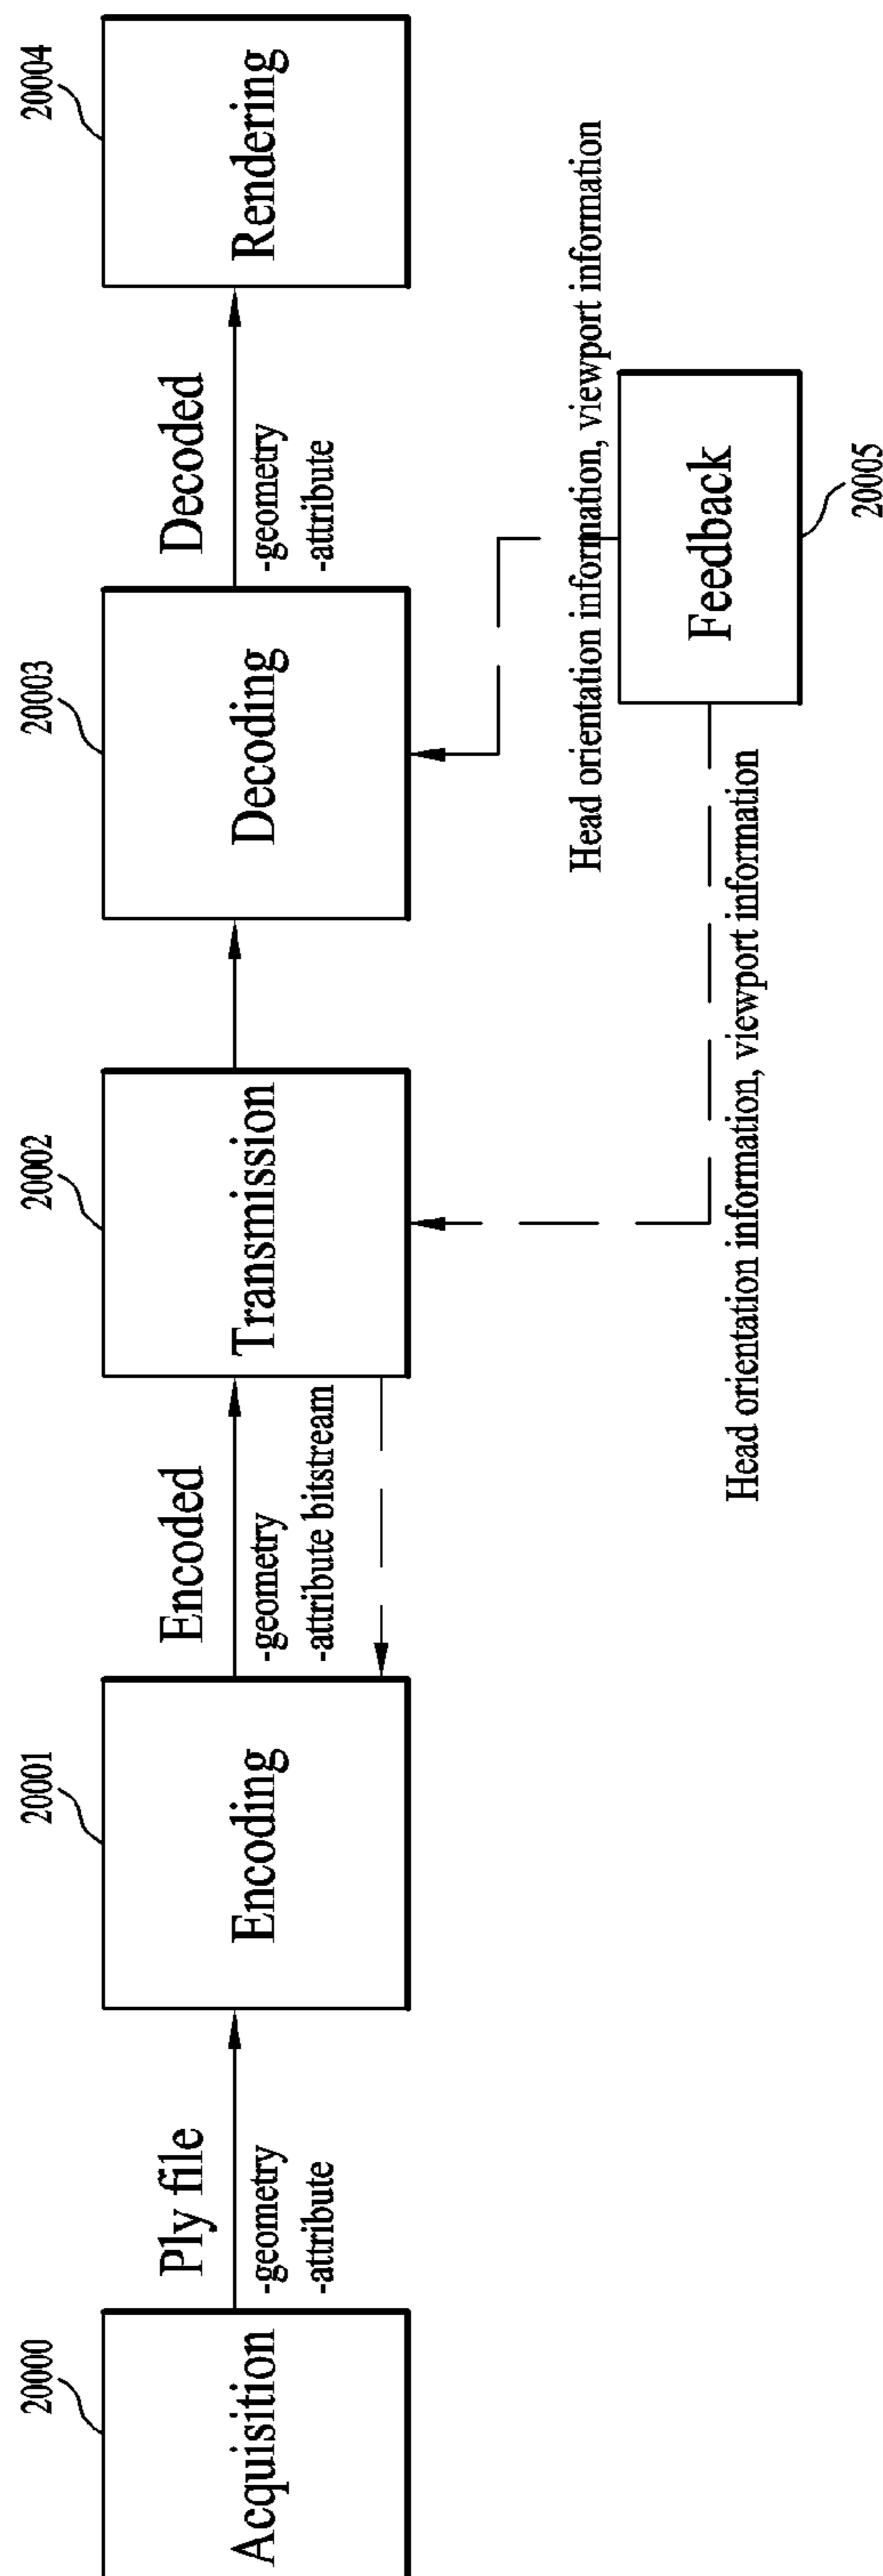 20000
20001
20002
20003
20004
Acquisition
Ply file
-geometry
-attribute
Encoding
Encoded
-geometry
-attribute bitstream
Transmission
Decoding
Decoded
-geometry
-attribute
Rendering
Head orientation information, viewport information
Feedback
20005
Head orientation information, viewport information